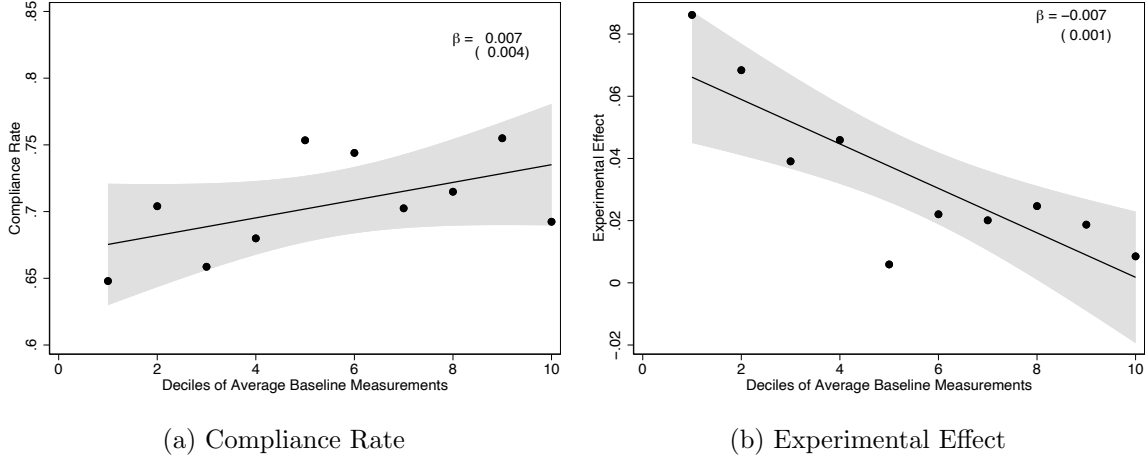 .85
.8
.75
.7
.65
.6
Compliance Rate
β = 0.007
( 0.004)
0 2 4 6 8 10
Deciles of Average Baseline Measurements
(a) Compliance Rate
.08
.06
.04
.02
0
-.02
Experimental Effect
β = -0.007
( 0.001)
0 2 4 6 8 10
Deciles of Average Baseline Measurements
(b) Experimental Effect